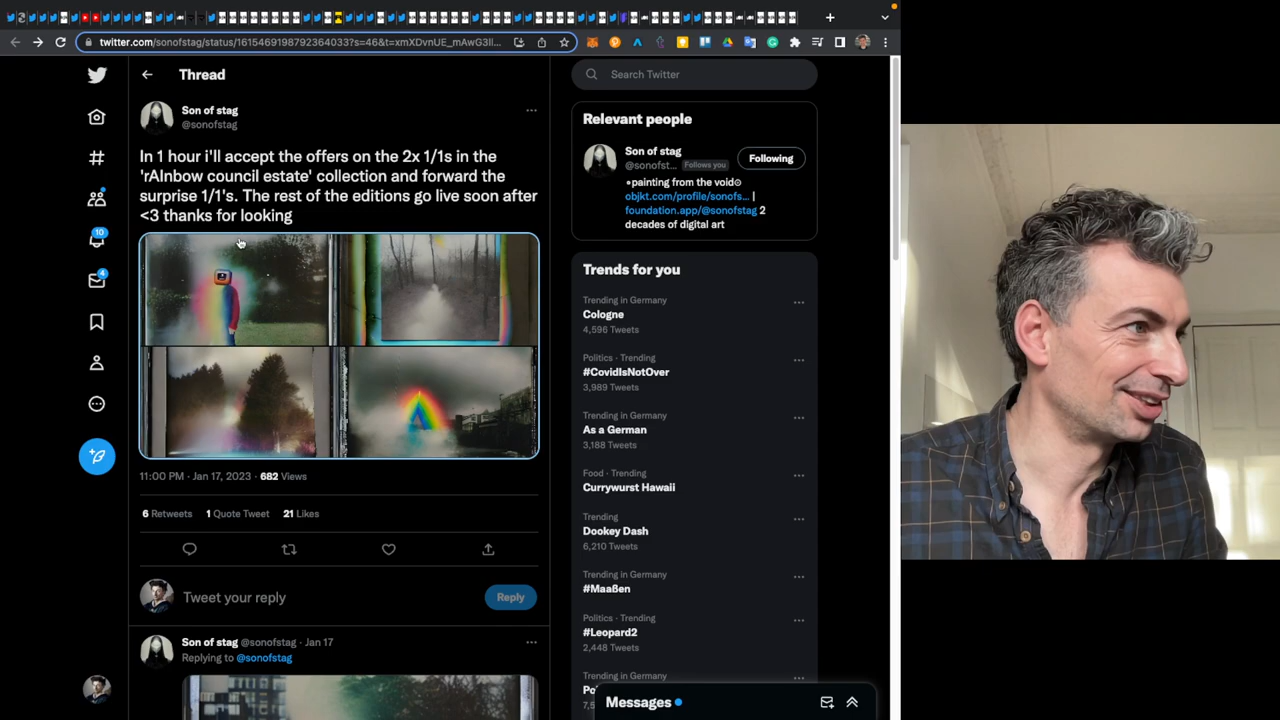 twitter.com/sonofstag/status/1615469198792364033?s=46&t=xmXDvnUE_mAwG3ll...
Thread
Son of stag
@sonofstag
In 1 hour i'll accept the offers on the 2x 1/1s in the
'rAInbow council estate' collection and forward the
surprise 1/1's. The rest of the editions go live soon after
<3 thanks for looking
11:00 PM · Jan 17, 2023 · 682 Views
6 Retweets 1 Quote Tweet 21 Likes
Tweet your reply
Reply
Son of stag @sonofstag · Jan 17
Replying to @sonofstag
10
4
Search Twitter
Relevant people
Son of stag
@sonofst... Follows you
Following
∘painting from the void⊙
objkt.com/profile/sonofs... |
foundation.app/@sonofstag 2
decades of digital art
Trends for you
Trending in Germany
Cologne
4,596 Tweets
Politics · Trending
#CovidIsNotOver
3,989 Tweets
Trending in Germany
As a German
3,188 Tweets
Food · Trending
Currywurst Hawaii
Trending
Dookey Dash
6,210 Tweets
Trending in Germany
#Maaßen
Politics · Trending
#Leopard2
2,448 Tweets
Trending in Germany
Messages